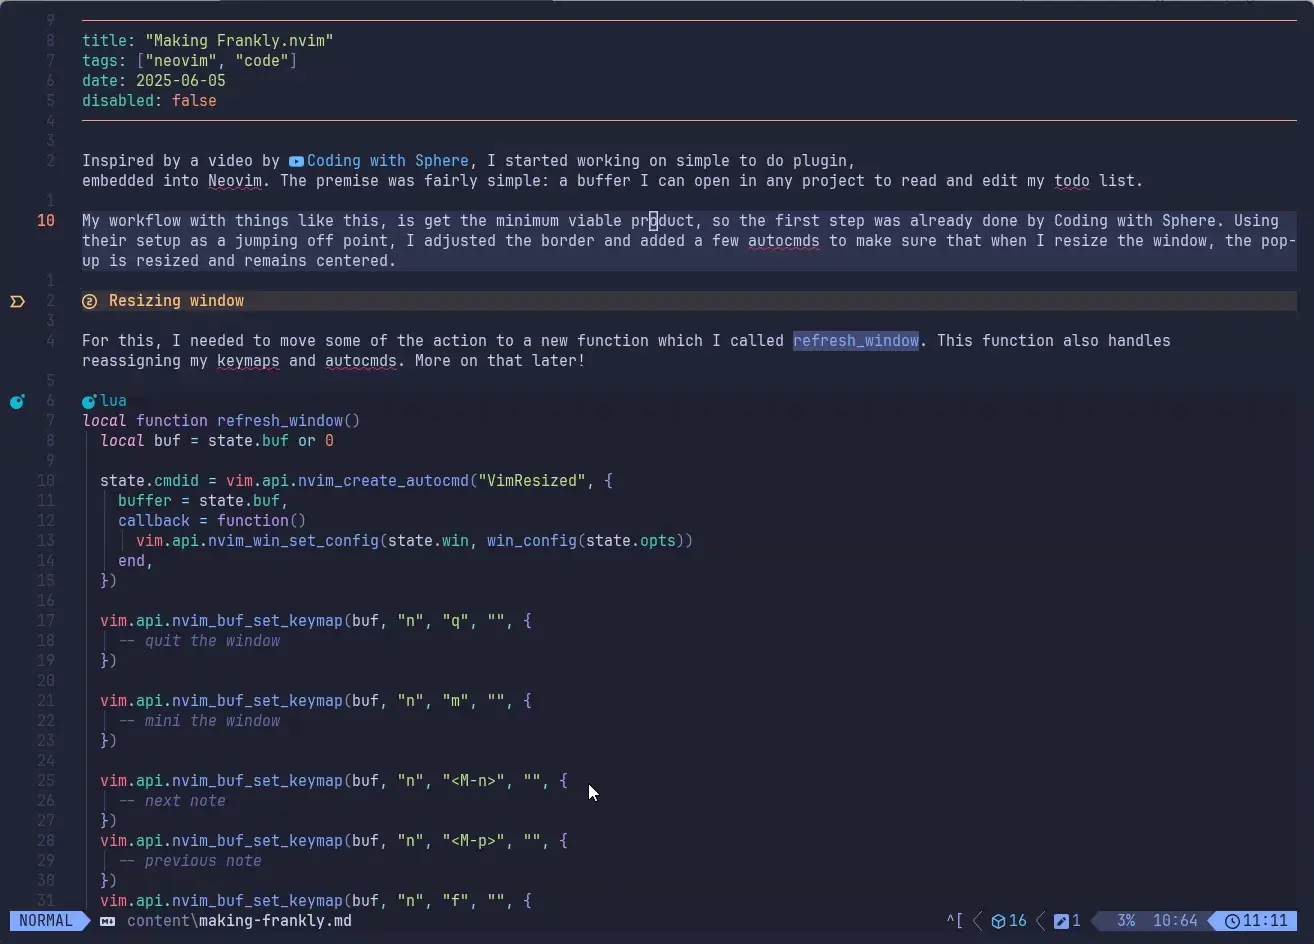 9
8 title: "Making Frankly.nvim"
7 tags: ["neovim", "code"]
6 date: 2025-06-05
5 disabled: false
4
3
2 Inspired by a video by Coding with Sphere, I started working on simple to do plugin,
embedded into Neovim. The premise was fairly simple: a buffer I can open in any project to read and edit my todo list.
1
10 My workflow with things like this, is get the minimum viable product, so the first step was already done by Coding with Sphere. Using
their setup as a jumping off point, I adjusted the border and added a few autocmds to make sure that when I resize the window, the pop-
up is resized and remains centered.
1
2 2 Resizing window
3
4 For this, I needed to move some of the action to a new function which I called refresh_window. This function also handles
reassigning my keymaps and autocmds. More on that later!
5
6 lua
7 local function refresh_window()
8 local buf = state.buf or 0
9
10 state.cmdid = vim.api.nvim_create_autocmd("VimResized", {
11 buffer = state.buf,
12 callback = function()
13 vim.api.nvim_win_set_config(state.win, win_config(state.opts))
14 end,
15 })
16
17 vim.api.nvim_buf_set_keymap(buf, "n", "q", "", {
18 -- quit the window
19 })
20
21 vim.api.nvim_buf_set_keymap(buf, "n", "m", "", {
22 -- mini the window
23 })
24
25 vim.api.nvim_buf_set_keymap(buf, "n", "<M-n>", "", {
26 -- next note
27 })
28 vim.api.nvim_buf_set_keymap(buf, "n", "<M-p>", "", {
29 -- previous note
30 })
31 vim.api.nvim_buf_set_keymap(buf, "n", "f", "", {
NORMAL content\making-frankly.md ^[ 16 1 3% 10:64 11:11